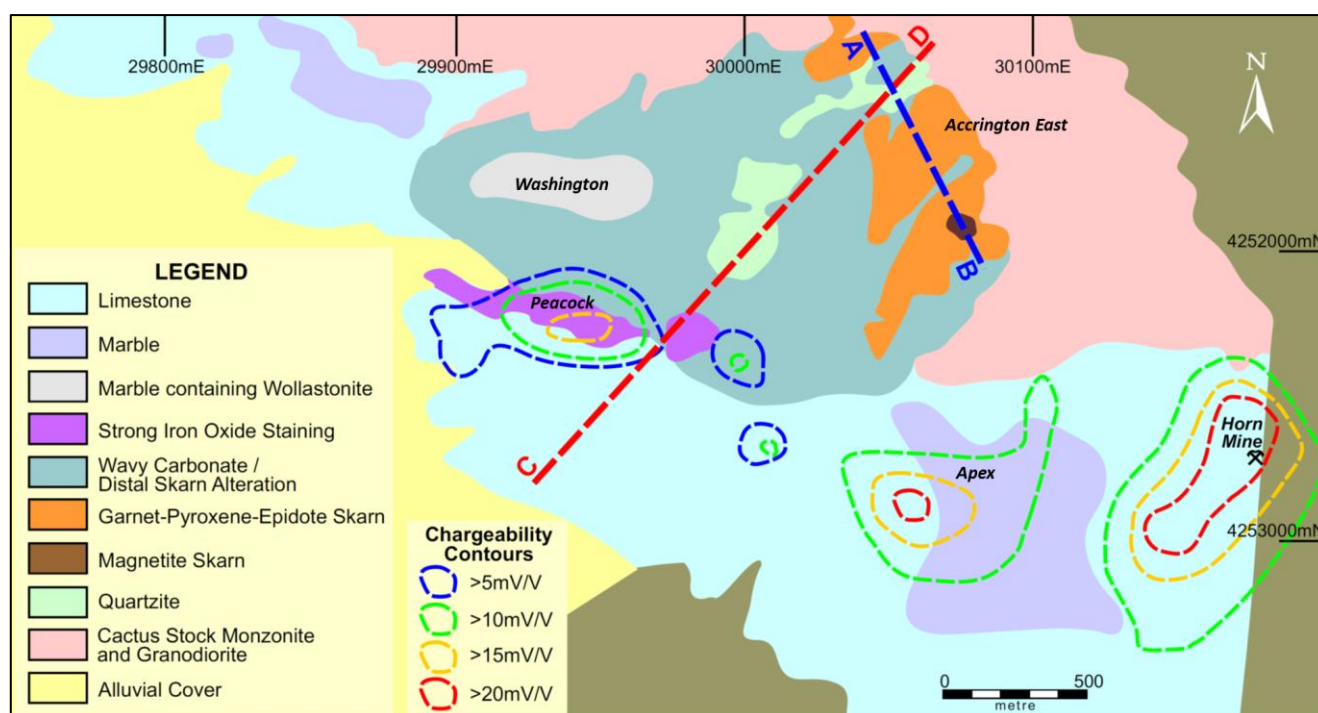 29800mE
29900mE
30000mE
30100mE
A
D
N
Accrington East
Washington
4252000mN
B
LEGEND
Limestone
Marble
Marble containing Wollastonite
Strong Iron Oxide Staining
Wavy Carbonate /
Distal Skarn Alteration
Garnet-Pyroxene-Epidote Skarn
Magnetite Skarn
Quartzite
Cactus Stock Monzonite
and Granodiorite
Alluvial Cover
Peacock
C
Horn
Mine
Apex
4253000mN
Chargeability
Contours
>5mV/V
>10mV/V
>15mV/V
>20mV/V
0
500
metre